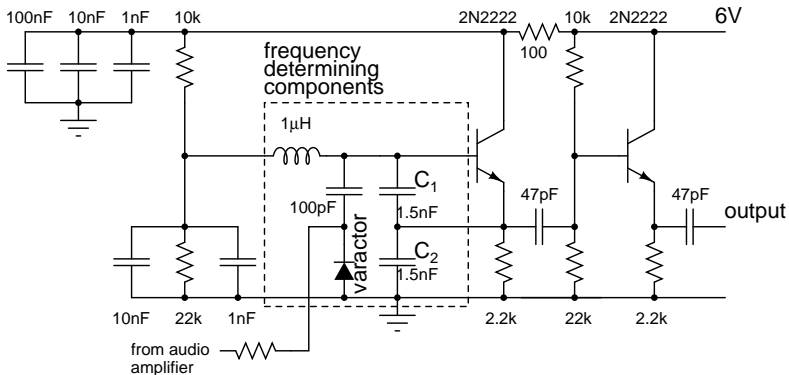 100nF 10nF 1nF 10k 2N2222 10k 2N2222 6V
100
frequency
determining
components
1μH
C1
100pF 1.5nF
47pF 47pF
output
varactor
C2
1.5nF
10nF 22k 1nF 2.2k 22k 2.2k
from audio
amplifier